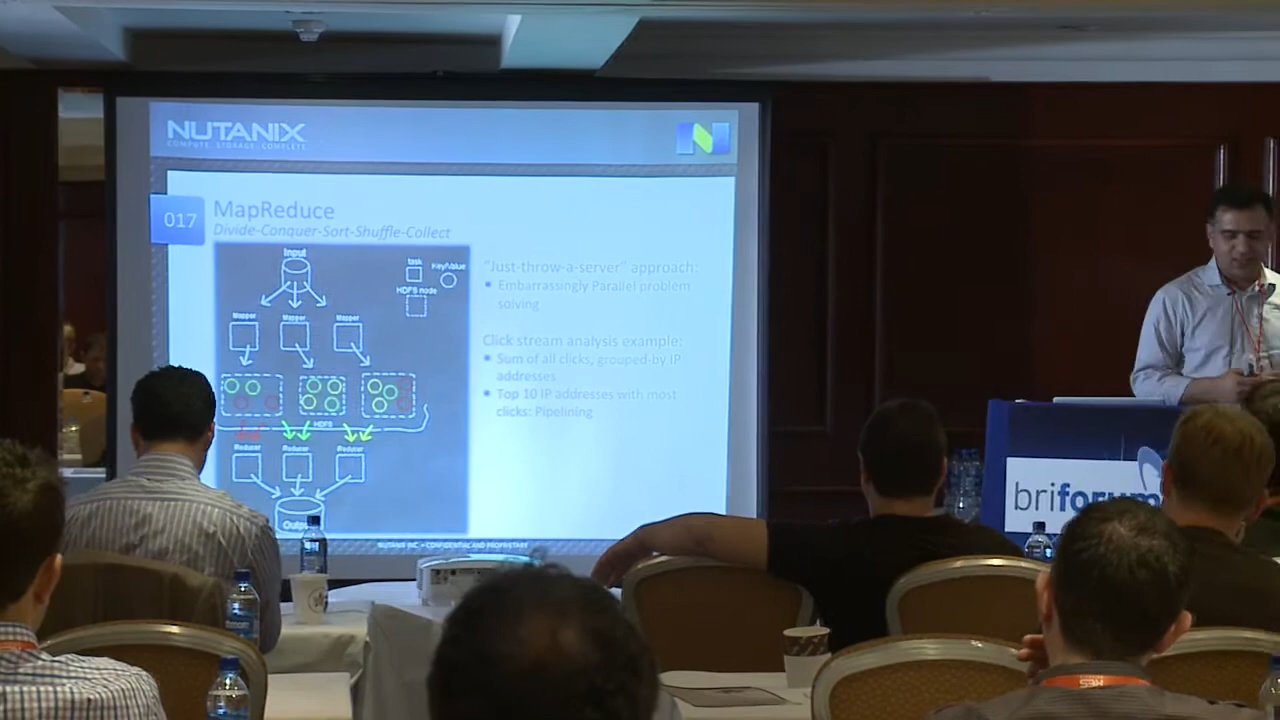 NUTANIX
COMPUTE. STORAGE. COMPLETE.
017
MapReduce
Divide-Conquer-Sort-Shuffle-Collect
Input
task
Key/Value
HDFS node
Mapper
Mapper
Mapper
HDFS
Reducer
Reducer
Reducer
Output
"Just-throw-a-server" approach:
Embarrassingly Parallel problem
solving
Click stream analysis example:
Sum of all clicks, grouped-by IP
addresses
Top 10 IP addresses with most
clicks: Pipelining
NUTANIX INC. – CONFIDENTIAL AND PROPRIETARY
briforum
RES